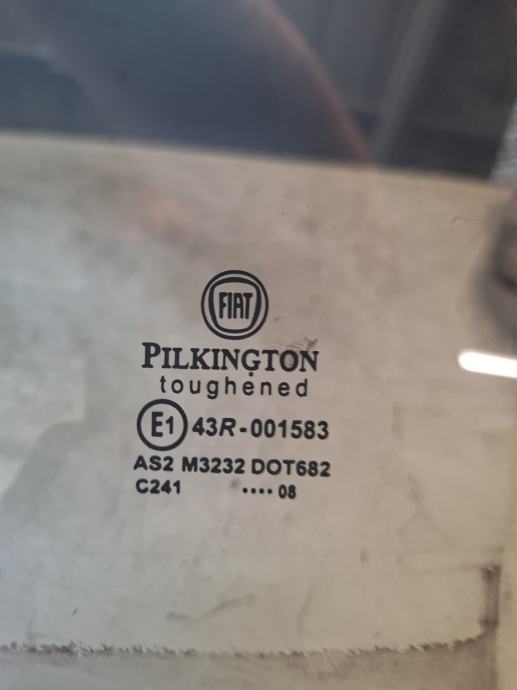 FIAT
PILKINGTON
toughened
E1 43R-001583
AS2 M3232 DOT682
C241 •••• 08